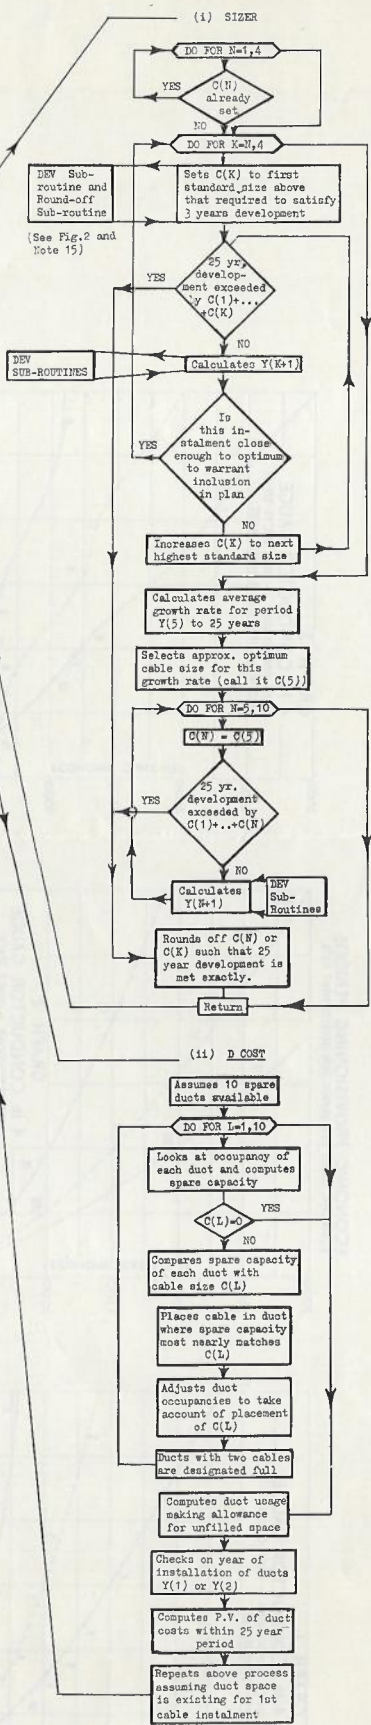 (i) SIZER
DO FOR N=1,4
YES
C(N)
already
set
NO
DO FOR K=N,4
DEV Sub-
routine and
Round-off
Sub-routine
Sets C(K) to first
standard size above
that required to satisfy
3 years development
(See Fig.2 and
Note 15)
25 yr.
develop-
ment exceeded
by C(1)+...
+C(K)
YES
NO
DEV
SUB-ROUTINES
Calculates Y(K+1)
Is
this in-
stalment close
enough to optimum
to warrant
inclusion
in plan
YES
NO
Increases C(K) to next
highest standard size
Calculates average
growth rate for period
Y(5) to 25 years
Selects approx. optimum
cable size for this
growth rate (call it C(5))
DO FOR N=5,10
C(N) = C(5)
25 yr.
development
exceeded by
C(1)+..+C(N)
YES
NO
Calculates
Y(N+1)
DEV
Sub-
Routines
Rounds off C(N) or
C(K) such that 25
year development is
met exactly.
Return
(ii) D COST
Assumes 10 spare
ducts available
DO FOR L=1,10
Looks at occupancy of
each duct and computes
spare capacity
C(L)=0
YES
NO
Compares spare capacity
of each duct with
cable size C(L)
Places cable in duct
where spare capacity
most nearly matches
C(L)
Adjusts duct
occupancies to take
account of placement
of C(L)
Ducts with two cables
are designated full
Computes duct usage
making allowance
for unfilled space
Checks on year of
installation of ducts
Y(1) or Y(2)
Computes P.V. of duct
costs within 25 year
period
Repeats above process
assuming duct space
is existing for 1st
cable instalment